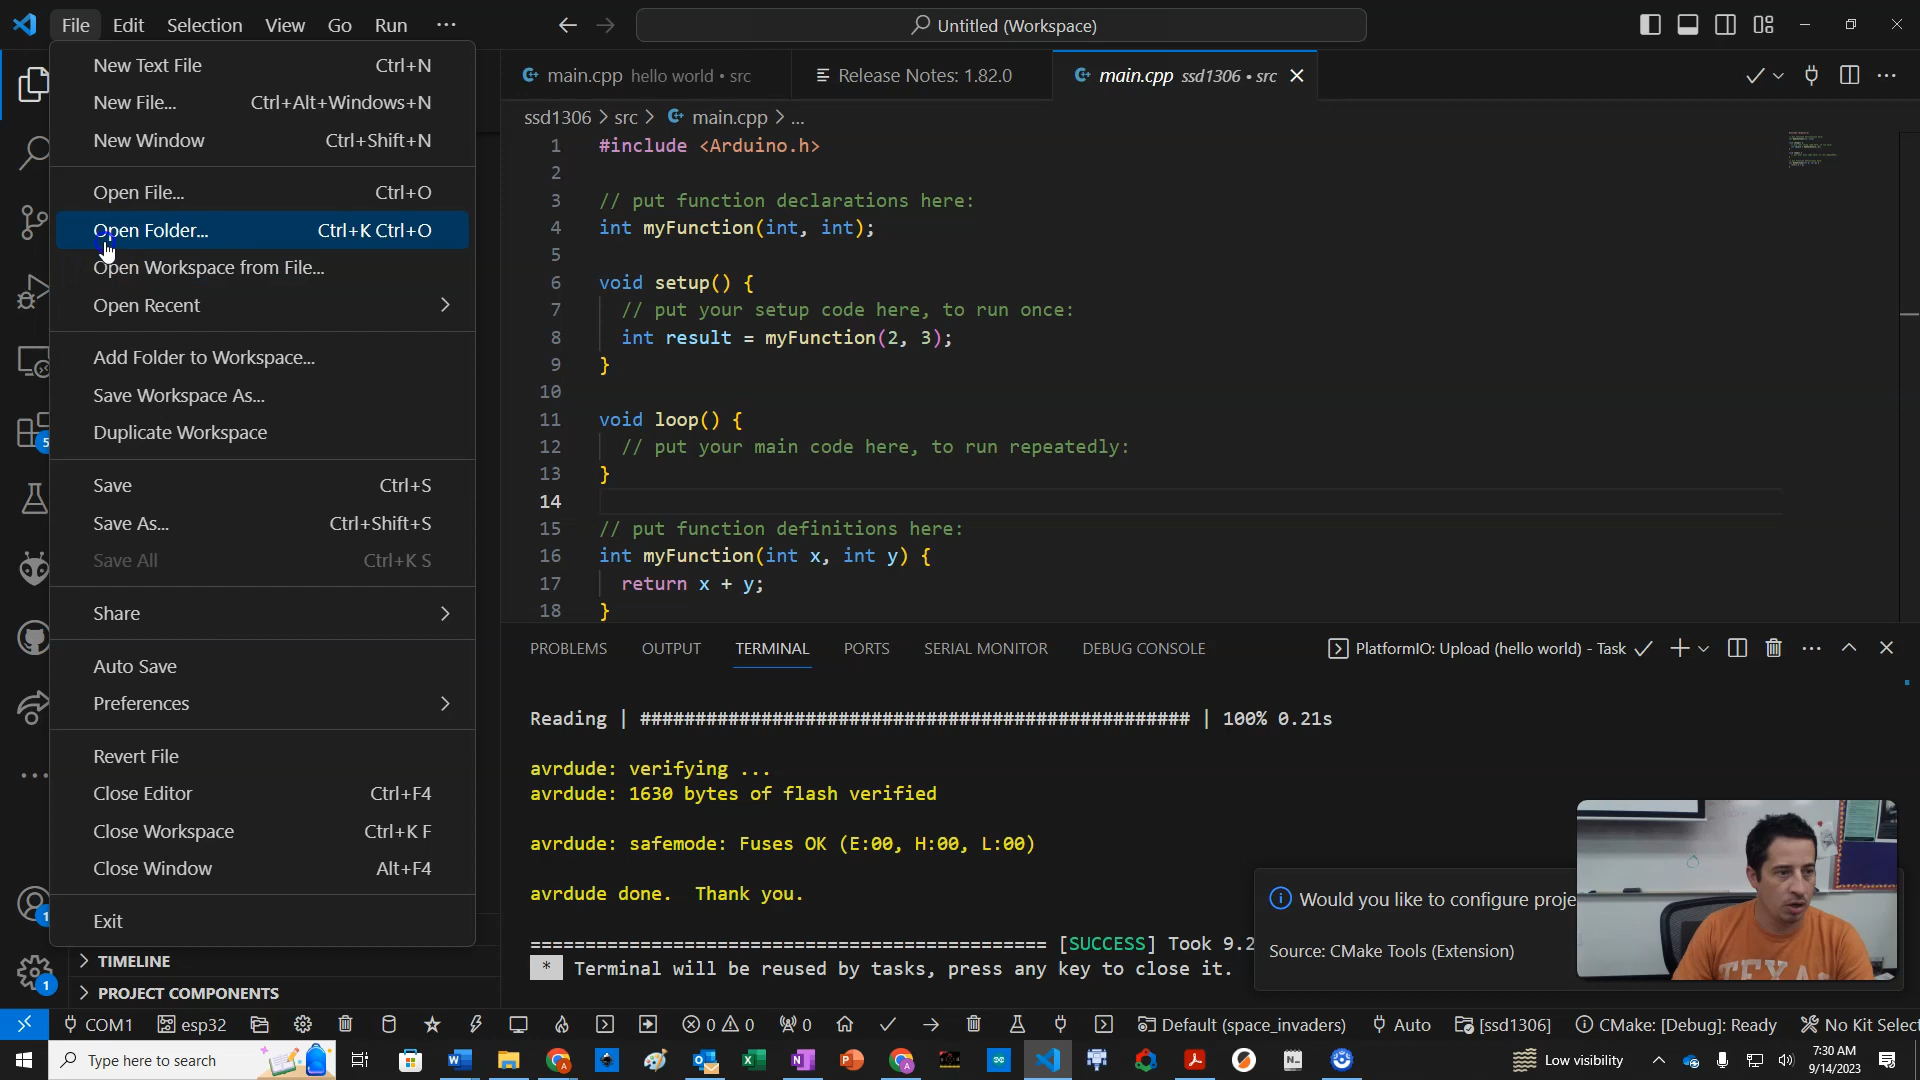 File Edit Selection View Go Run ... Untitled (Workspace)
New Text File Ctrl+N
New File... Ctrl+Alt+Windows+N
New Window Ctrl+Shift+N
Open File... Ctrl+O
Open Folder... Ctrl+K Ctrl+O
Open Workspace from File...
Open Recent
Add Folder to Workspace...
Save Workspace As...
Duplicate Workspace
Save Ctrl+S
Save As... Ctrl+Shift+S
Save All Ctrl+K S
Share
Auto Save
Preferences
Revert File
Close Editor Ctrl+F4
Close Workspace Ctrl+K F
Close Window Alt+F4
Exit
5
1
1
TIMELINE
PROJECT COMPONENTS
main.cpp hello world • src Release Notes: 1.82.0 main.cpp ssd1306 • src
ssd1306 > src > main.cpp > ...
1 #include <Arduino.h>
2
3 // put function declarations here:
4 int myFunction(int, int);
5
6 void setup() {
7 // put your setup code here, to run once:
8 int result = myFunction(2, 3);
9 }
10
11 void loop() {
12 // put your main code here, to run repeatedly:
13 }
14
15 // put function definitions here:
16 int myFunction(int x, int y) {
17 return x + y;
18 }
PROBLEMS OUTPUT TERMINAL PORTS SERIAL MONITOR DEBUG CONSOLE PlatformIO: Upload (hello world) - Task
Reading | ################################################## | 100% 0.21s
avrdude: verifying ...
avrdude: 1630 bytes of flash verified
avrdude: safemode: Fuses OK (E:00, H:00, L:00)
avrdude done.  Thank you.
=============================================== [SUCCESS] Took 9.2
* Terminal will be reused by tasks, press any key to close it.
Would you like to configure proje
Source: CMake Tools (Extension)
TEXA
COM1 esp32 0 0 0 Default (space_invaders) Auto [ssd1306] CMake: [Debug]: Ready No Kit Select
Type here to search Low visibility 7:30 AM
9/14/2023